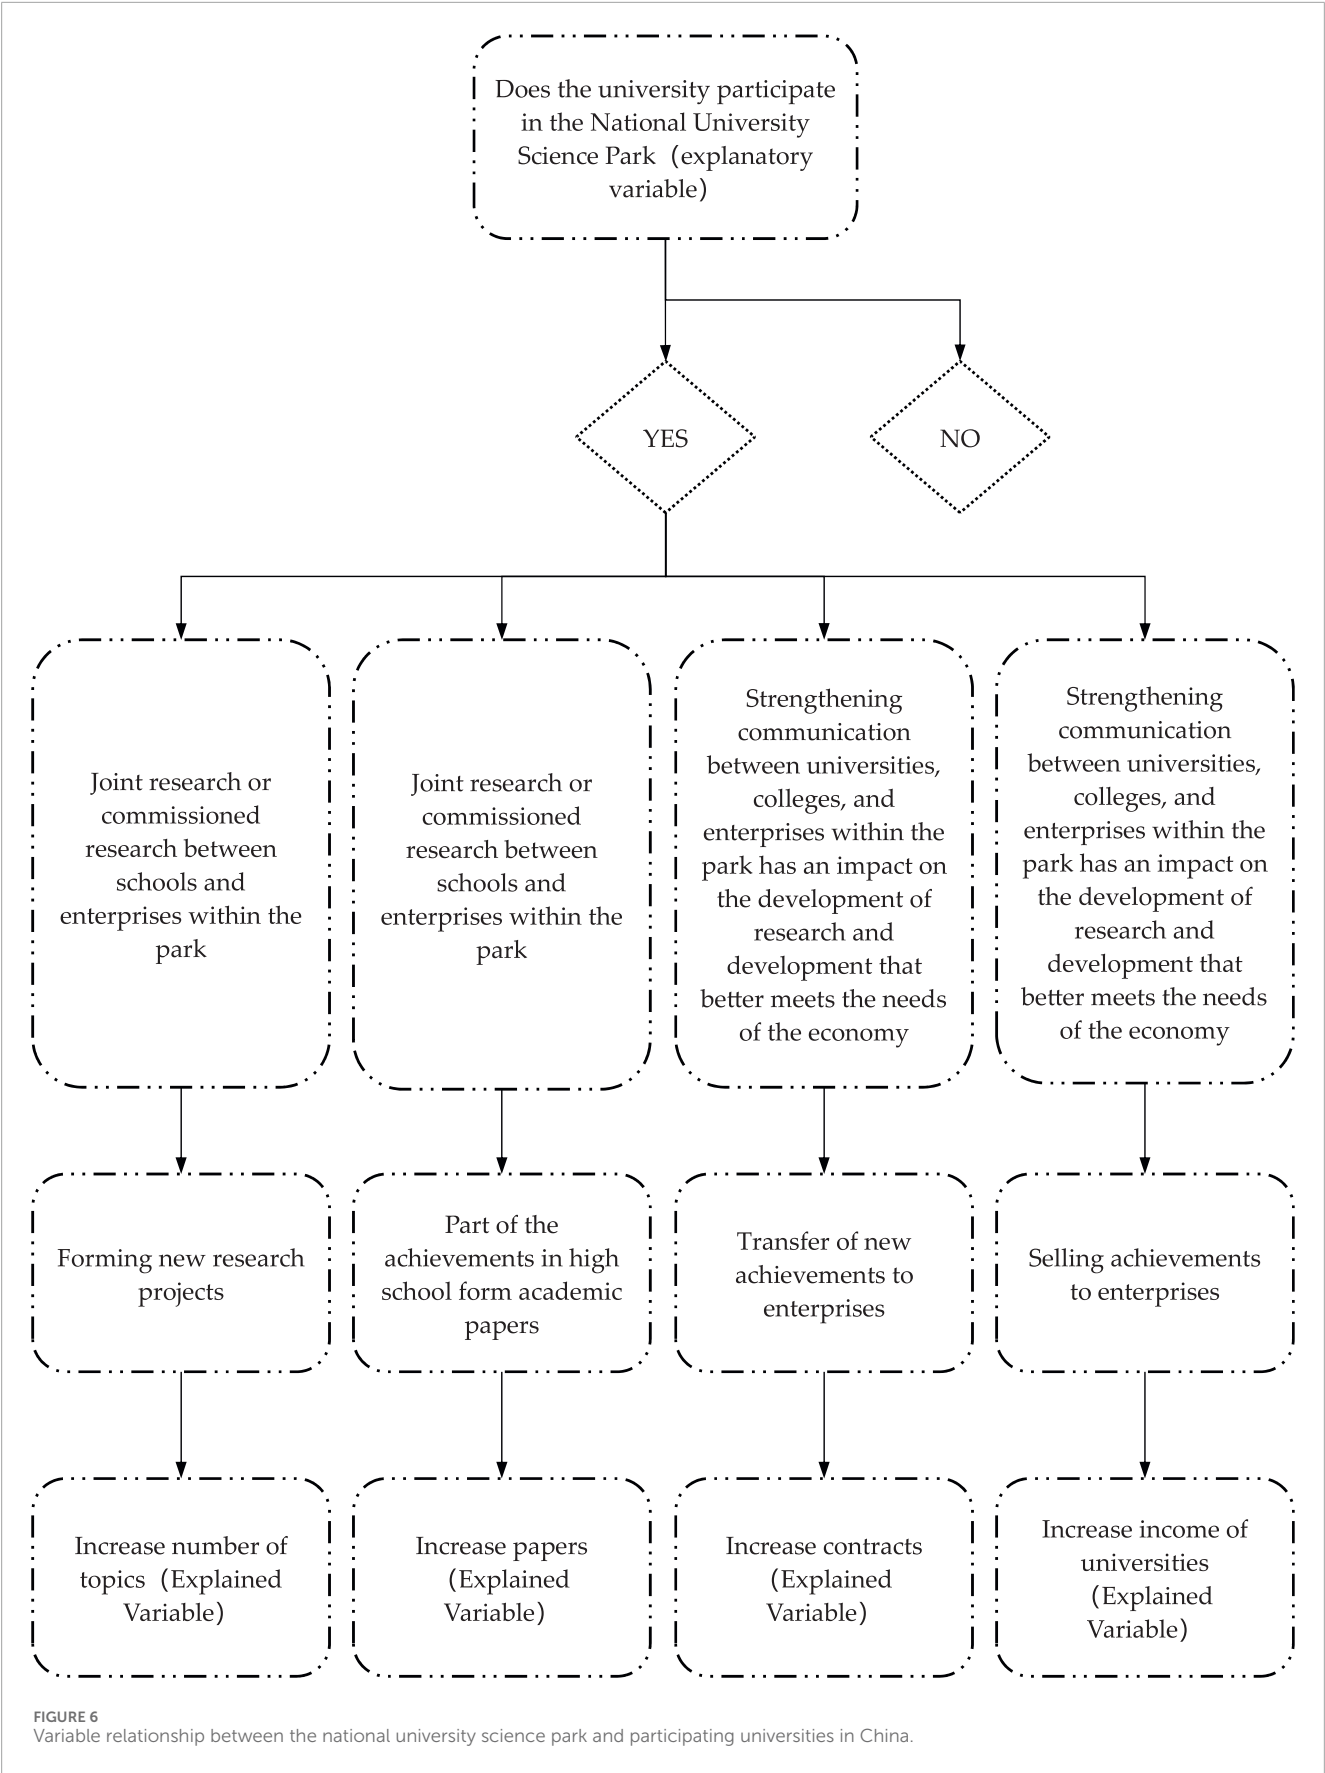 Does the university participate
in the National University
Science Park（explanatory
variable）
YES
NO
Joint research or
commissioned
research between
schools and
enterprises within the
park
Joint research or
commissioned
research between
schools and
enterprises within the
park
Strengthening
communication
between universities,
colleges, and
enterprises within the
park has an impact on
the development of
research and
development that
better meets the needs
of the economy
Strengthening
communication
between universities,
colleges, and
enterprises within the
park has an impact on
the development of
research and
development that
better meets the needs
of the economy
Forming new research
projects
Part of the
achievements in high
school form academic
papers
Transfer of new
achievements to
enterprises
Selling achievements
to enterprises
Increase number of
topics（Explained
Variable）
Increase papers
（Explained
Variable）
Increase contracts
（Explained
Variable）
Increase income of
universities
（Explained
Variable）
FIGURE 6
Variable relationship between the national university science park and participating universities in China.